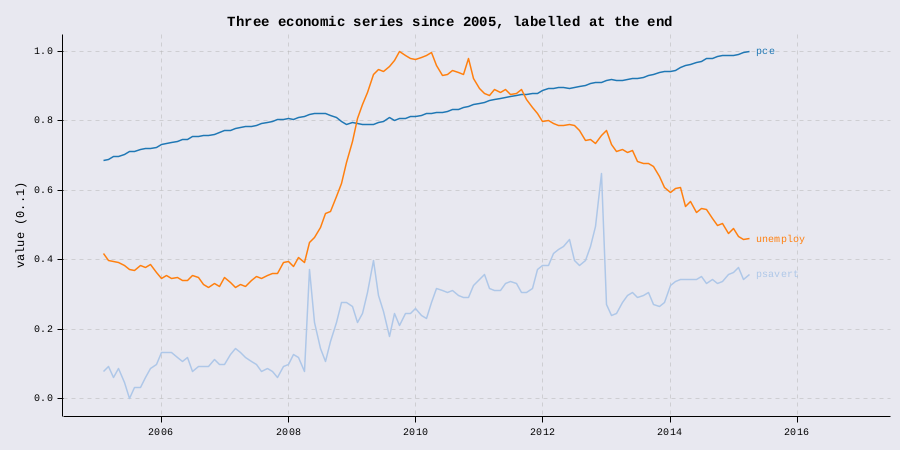 Three economic series since 2005, labelled at the end
value (0..1)
1.0
0.8
0.6
0.4
0.2
0.0
pce
unemploy
psavert
2006 2008 2010 2012 2014 2016